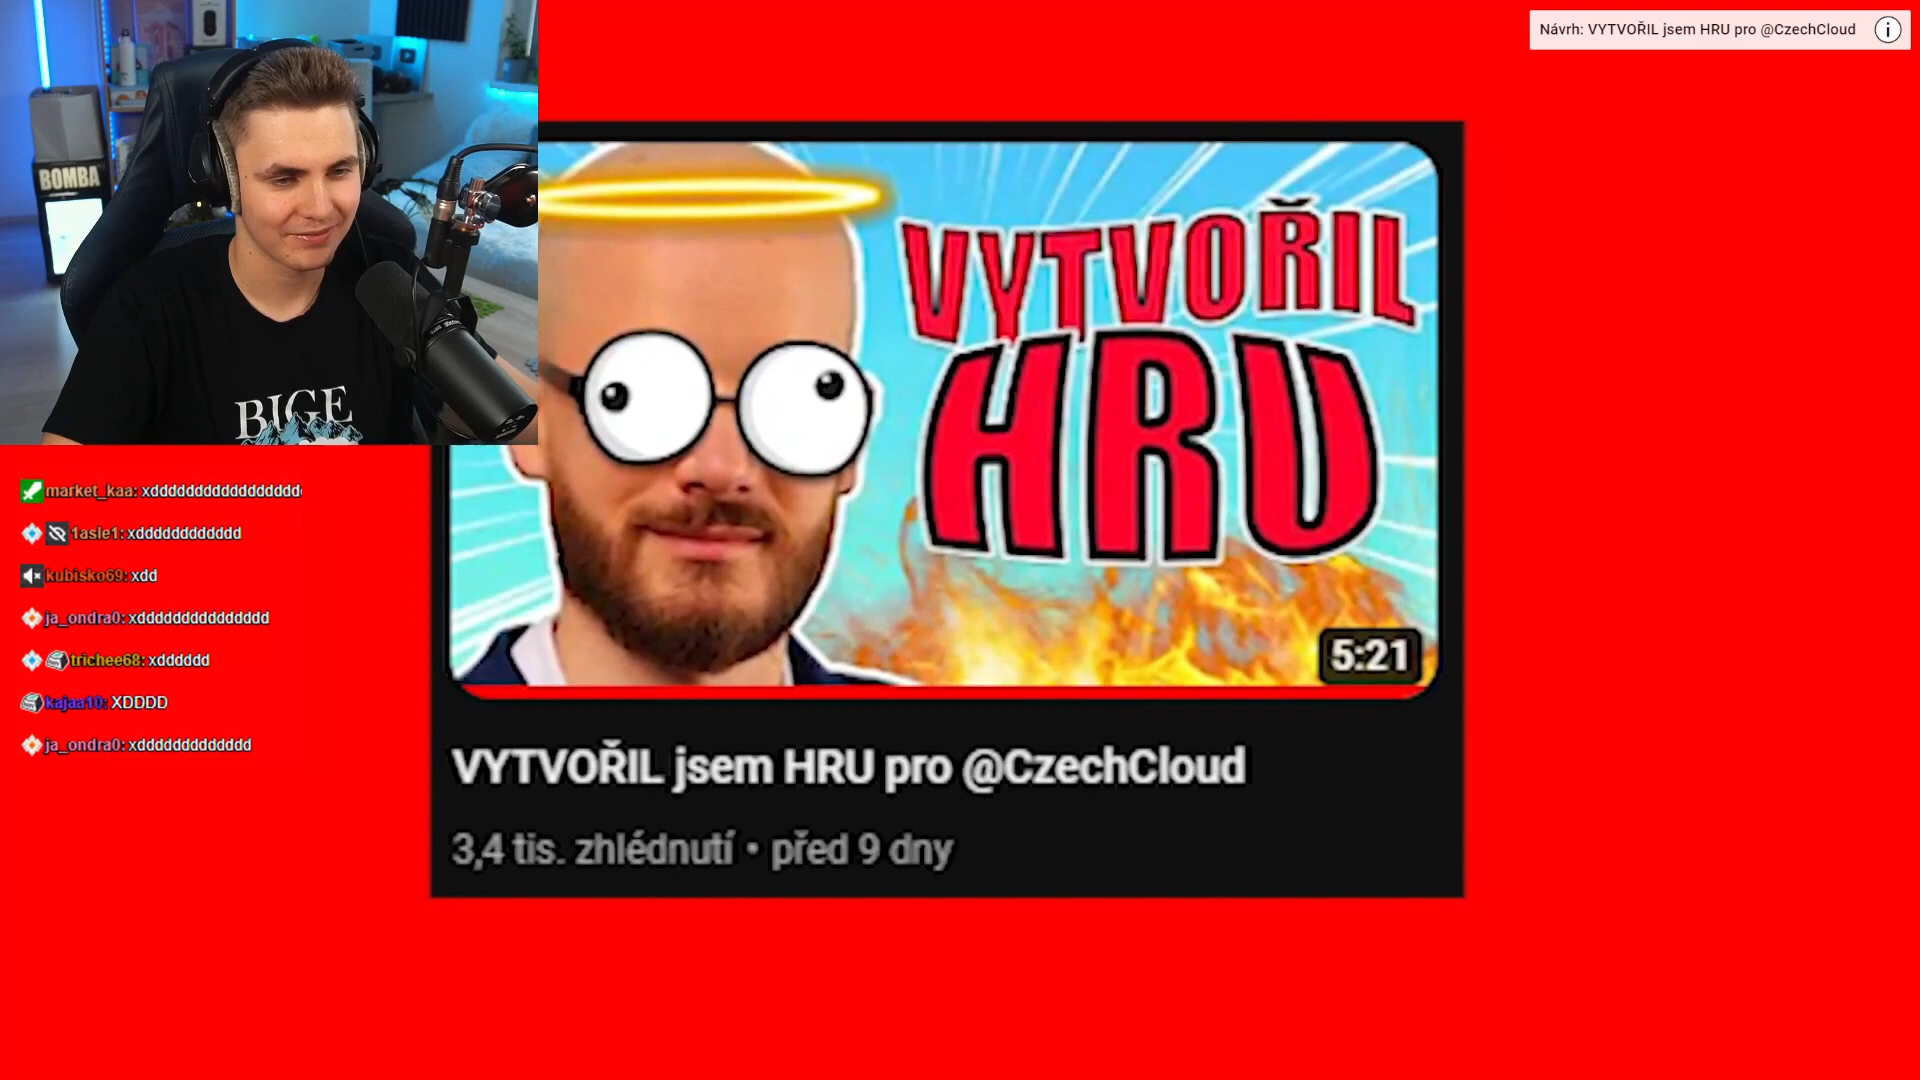 Návrh: VYTVOŘIL jsem HRU pro @CzechCloud
BOMBA
BIGE
VYTVOŘIL
HRU
5:21
VYTVOŘIL jsem HRU pro @CzechCloud
3,4 tis. zhlédnutí • před 9 dny
market_kaa: xdddddddddddddddddd
1asle1: xdddddddddddd
kubisko69: xdd
ja_ondra0: xddddddddddddddd
trichee68: xdddddd
kajaa10: XDDDD
ja_ondra0: xddddddddddddd